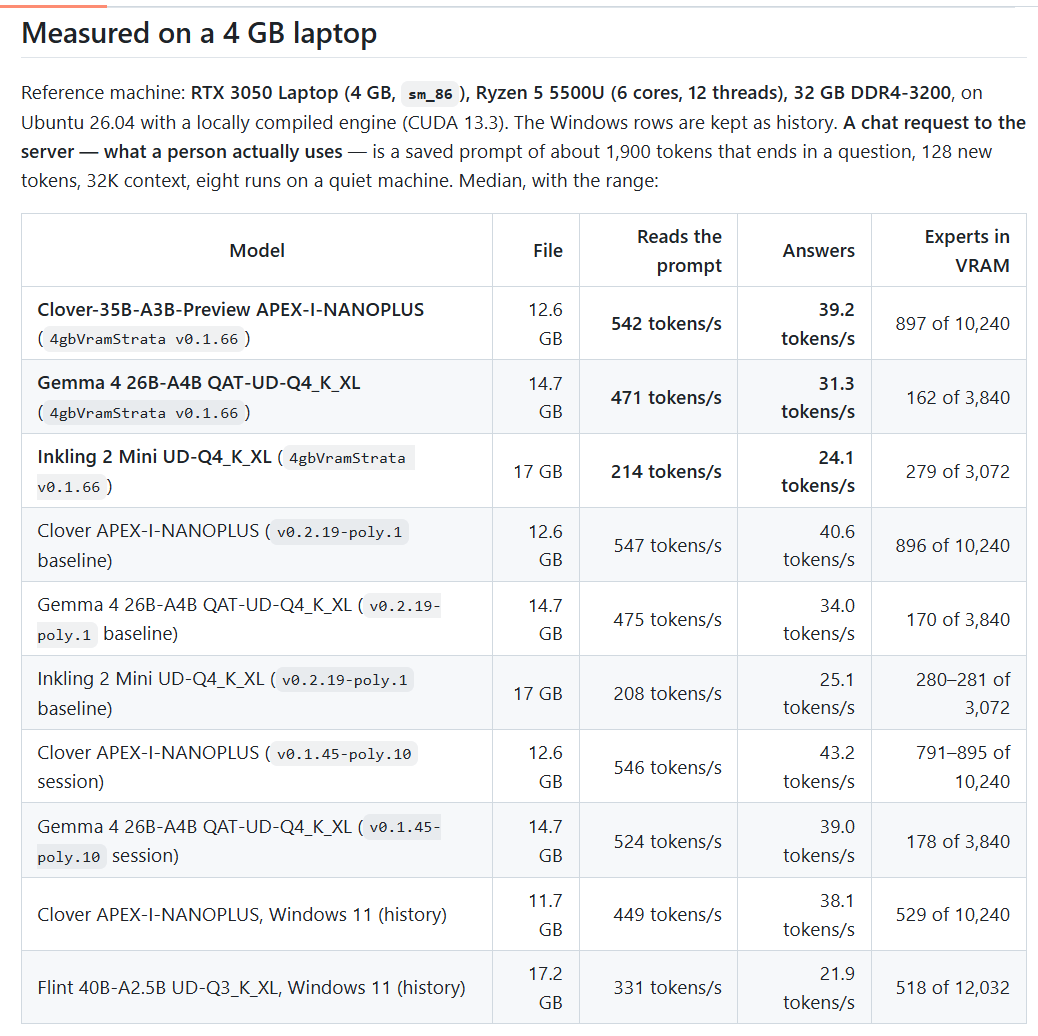 Measured on a 4 GB laptop
Reference machine: RTX 3050 Laptop (4 GB, sm_86), Ryzen 5 5500U (6 cores, 12 threads), 32 GB DDR4-3200, on
Ubuntu 26.04 with a locally compiled engine (CUDA 13.3). The Windows rows are kept as history. A chat request to the
server — what a person actually uses — is a saved prompt of about 1,900 tokens that ends in a question, 128 new
tokens, 32K context, eight runs on a quiet machine. Median, with the range:
Model File Reads the prompt Answers Experts in VRAM
Clover-35B-A3B-Preview APEX-I-NANOPLUS (4gbVramStrata v0.1.66) 12.6 GB 542 tokens/s 39.2 tokens/s 897 of 10,240
Gemma 4 26B-A4B QAT-UD-Q4_K_XL (4gbVramStrata v0.1.66) 14.7 GB 471 tokens/s 31.3 tokens/s 162 of 3,840
Inkling 2 Mini UD-Q4_K_XL (4gbVramStrata v0.1.66) 17 GB 214 tokens/s 24.1 tokens/s 279 of 3,072
Clover APEX-I-NANOPLUS (v0.2.19-poly.1 baseline) 12.6 GB 547 tokens/s 40.6 tokens/s 896 of 10,240
Gemma 4 26B-A4B QAT-UD-Q4_K_XL (v0.2.19-poly.1 baseline) 14.7 GB 475 tokens/s 34.0 tokens/s 170 of 3,840
Inkling 2 Mini UD-Q4_K_XL (v0.2.19-poly.1 baseline) 17 GB 208 tokens/s 25.1 tokens/s 280–281 of 3,072
Clover APEX-I-NANOPLUS (v0.1.45-poly.10 session) 12.6 GB 546 tokens/s 43.2 tokens/s 791–895 of 10,240
Gemma 4 26B-A4B QAT-UD-Q4_K_XL (v0.1.45-poly.10 session) 14.7 GB 524 tokens/s 39.0 tokens/s 178 of 3,840
Clover APEX-I-NANOPLUS, Windows 11 (history) 11.7 GB 449 tokens/s 38.1 tokens/s 529 of 10,240
Flint 40B-A2.5B UD-Q3_K_XL, Windows 11 (history) 17.2 GB 331 tokens/s 21.9 tokens/s 518 of 12,032